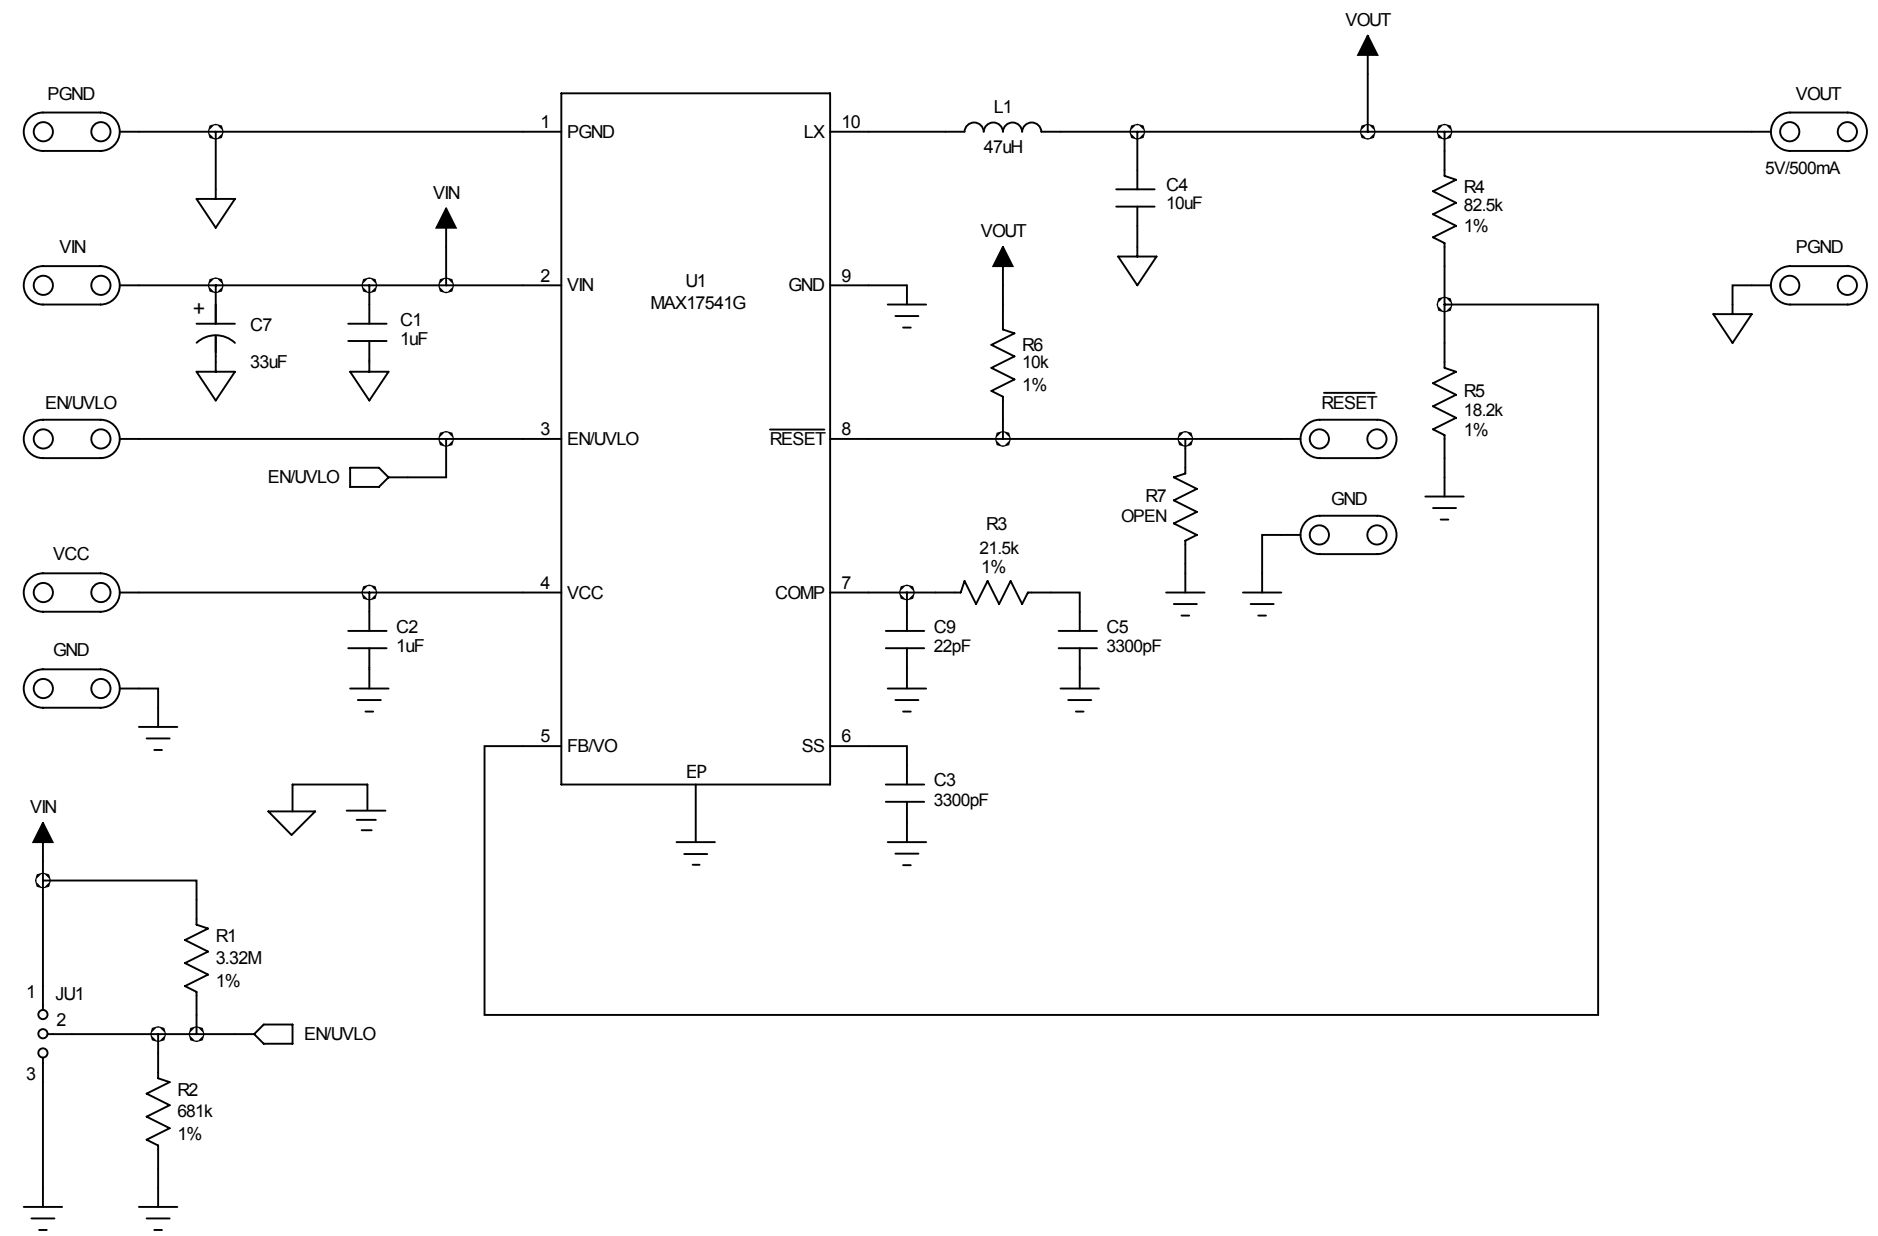 VOUT
PGND
VOUT
5V/500mA
1
PGND
LX
10
L1
47uH
C4
10uF
R4
82.5k
1%
VIN
VIN
VOUT
PGND
2
VIN
U1
MAX17541G
GND
9
+
C7
33uF
C1
1uF
R6
10k
1%
R5
18.2k
1%
EN/UVLO
3
EN/UVLO
RESET
8
RESET
EN/UVLO
R7
OPEN
GND
R3
21.5k
1%
VCC
4
VCC
COMP
7
C2
1uF
C9
22pF
C5
3300pF
GND
5
FB/VO
SS
6
EP
C3
3300pF
VIN
R1
3.32M
1%
1
JU1
2
EN/UVLO
3
R2
681k
1%